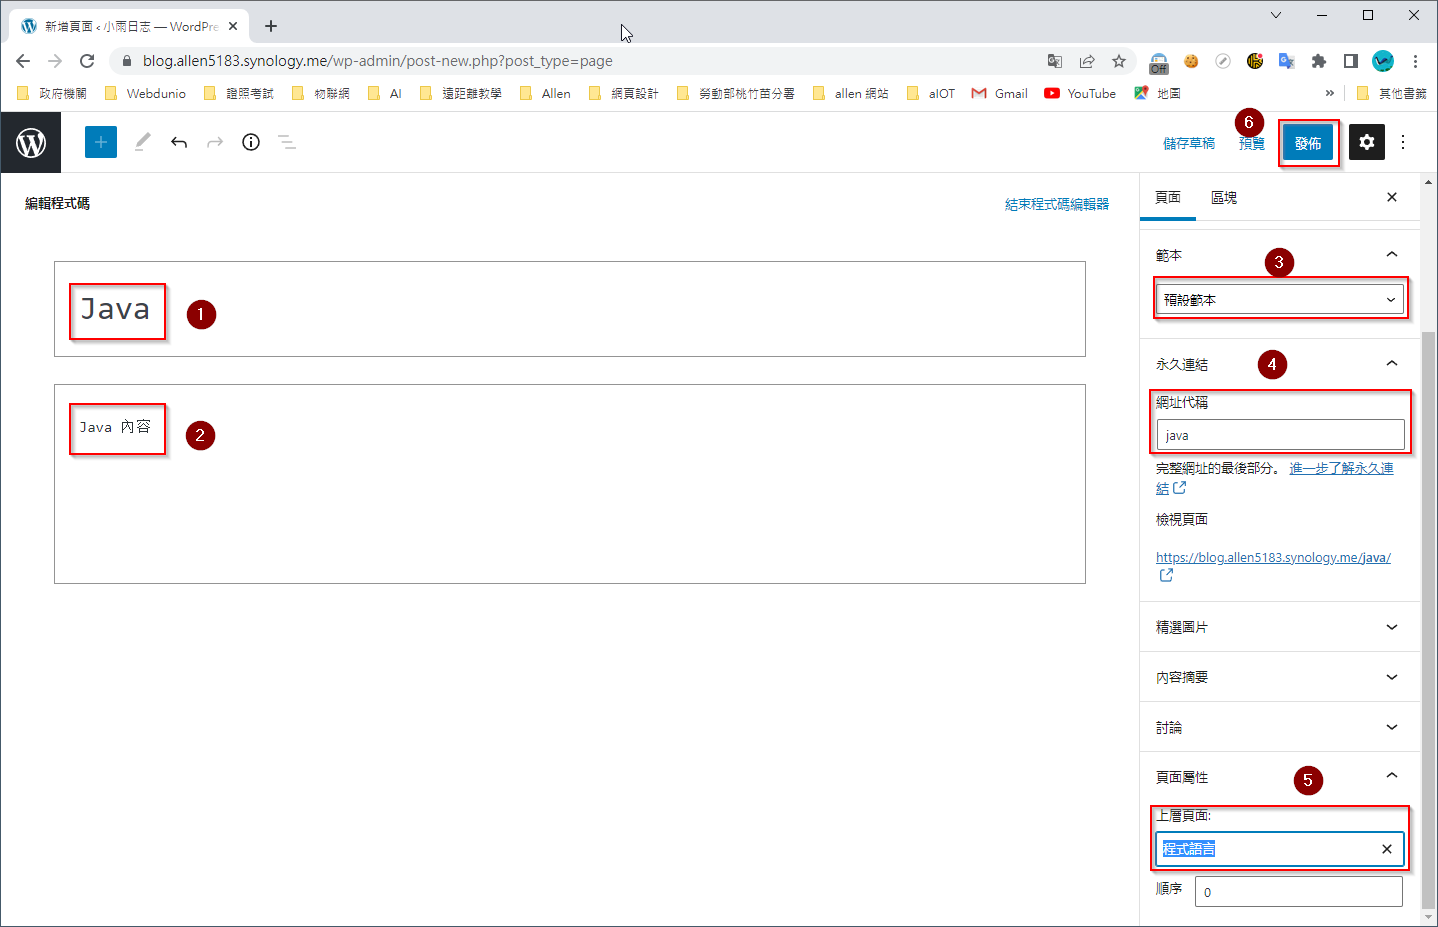 新增頁面 ‹ 小雨日志 — WordPre
blog.allen5183.synology.me/wp-admin/post-new.php?post_type=page
Off
政府機關 Webdunio 證照考試 物聯網 AI 遠距離教學 Allen 網頁設計 勞動部桃竹苗分署 allen 網站 aIOT Gmail YouTube 地圖 » 其他書籤
儲存草稿 預覽 6 發佈
編輯程式碼 結束程式碼編輯器
頁面 區塊
Java 1
Java 內容 2
範本 3
預設範本
永久連結 4
網址代稱
java
完整網址的最後部分。 進一步了解永久連
結
檢視頁面
https://blog.allen5183.synology.me/java/
精選圖片
內容摘要
討論
頁面屬性 5
上層頁面:
程式語言
順序 0